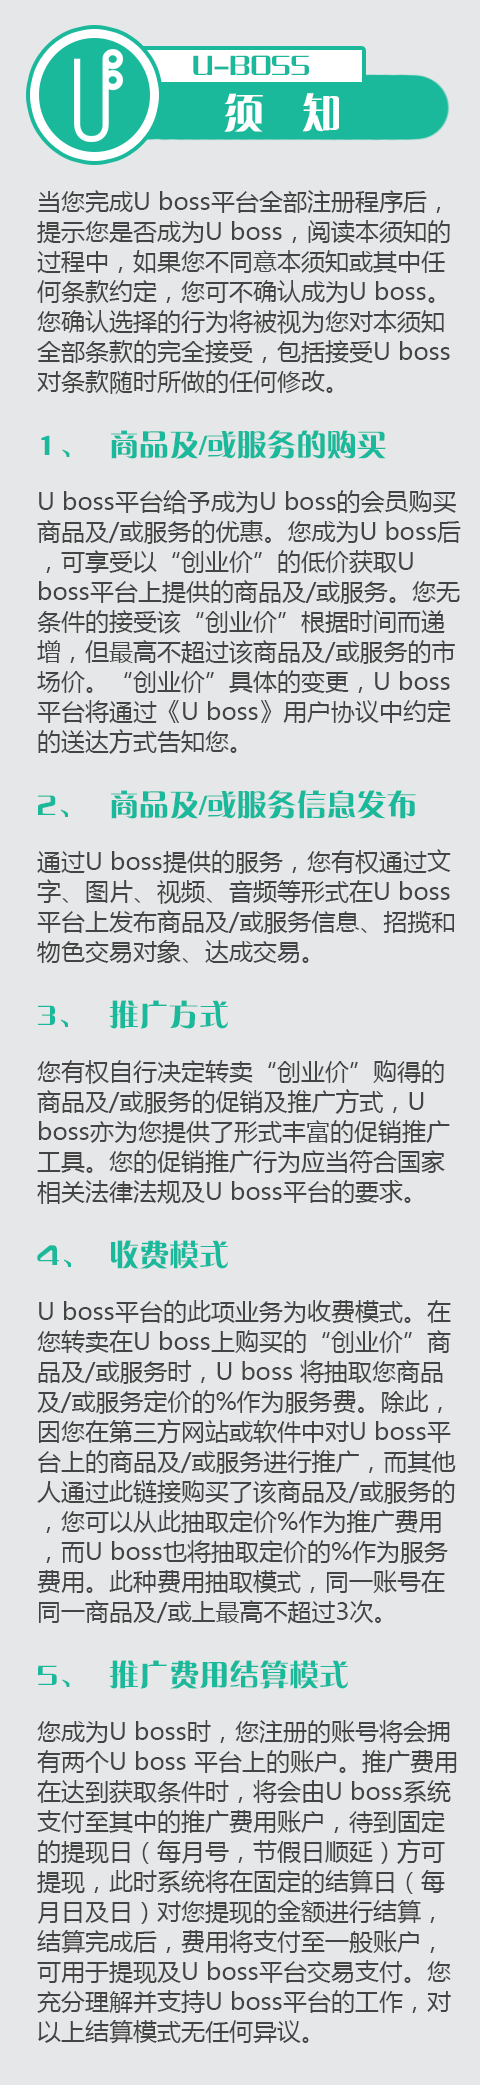 U-BOSS
须 知
当您完成U boss平台全部注册程序后，
提示您是否成为U boss，阅读本须知的
过程中，如果您不同意本须知或其中任
何条款约定，您可不确认成为U boss。
您确认选择的行为将被视为您对本须知
全部条款的完全接受，包括接受U boss
对条款随时所做的任何修改。
1、 商品及/或服务的购买
U boss平台给予成为U boss的会员购买
商品及/或服务的优惠。您成为U boss后
，可享受以“创业价”的低价获取U
boss平台上提供的商品及/或服务。您无
条件的接受该“创业价”根据时间而递
增，但最高不超过该商品及/或服务的市
场价。“创业价”具体的变更，U boss
平台将通过《U boss》用户协议中约定
的送达方式告知您。
2、 商品及/或服务信息发布
通过U boss提供的服务，您有权通过文
字、图片、视频、音频等形式在U boss
平台上发布商品及/或服务信息、招揽和
物色交易对象、达成交易。
3、 推广方式
您有权自行决定转卖“创业价”购得的
商品及/或服务的促销及推广方式，U
boss亦为您提供了形式丰富的促销推广
工具。您的促销推广行为应当符合国家
相关法律法规及U boss平台的要求。
4、 收费模式
U boss平台的此项业务为收费模式。在
您转卖在U boss上购买的“创业价”商
品及/或服务时，U boss 将抽取您商品
及/或服务定价的%作为服务费。除此，
因您在第三方网站或软件中对U boss平
台上的商品及/或服务进行推广，而其他
人通过此链接购买了该商品及/或服务的
，您可以从此抽取定价%作为推广费用
，而U boss也将抽取定价的%作为服务
费用。此种费用抽取模式，同一账号在
同一商品及/或上最高不超过3次。
5、 推广费用结算模式
您成为U boss时，您注册的账号将会拥
有两个U boss 平台上的账户。推广费用
在达到获取条件时，将会由U boss系统
支付至其中的推广费用账户，待到固定
的提现日（每月号，节假日顺延）方可
提现，此时系统将在固定的结算日（每
月日及日）对您提现的金额进行结算，
结算完成后，费用将支付至一般账户，
可用于提现及U boss平台交易支付。您
充分理解并支持U boss平台的工作，对
以上结算模式无任何异议。